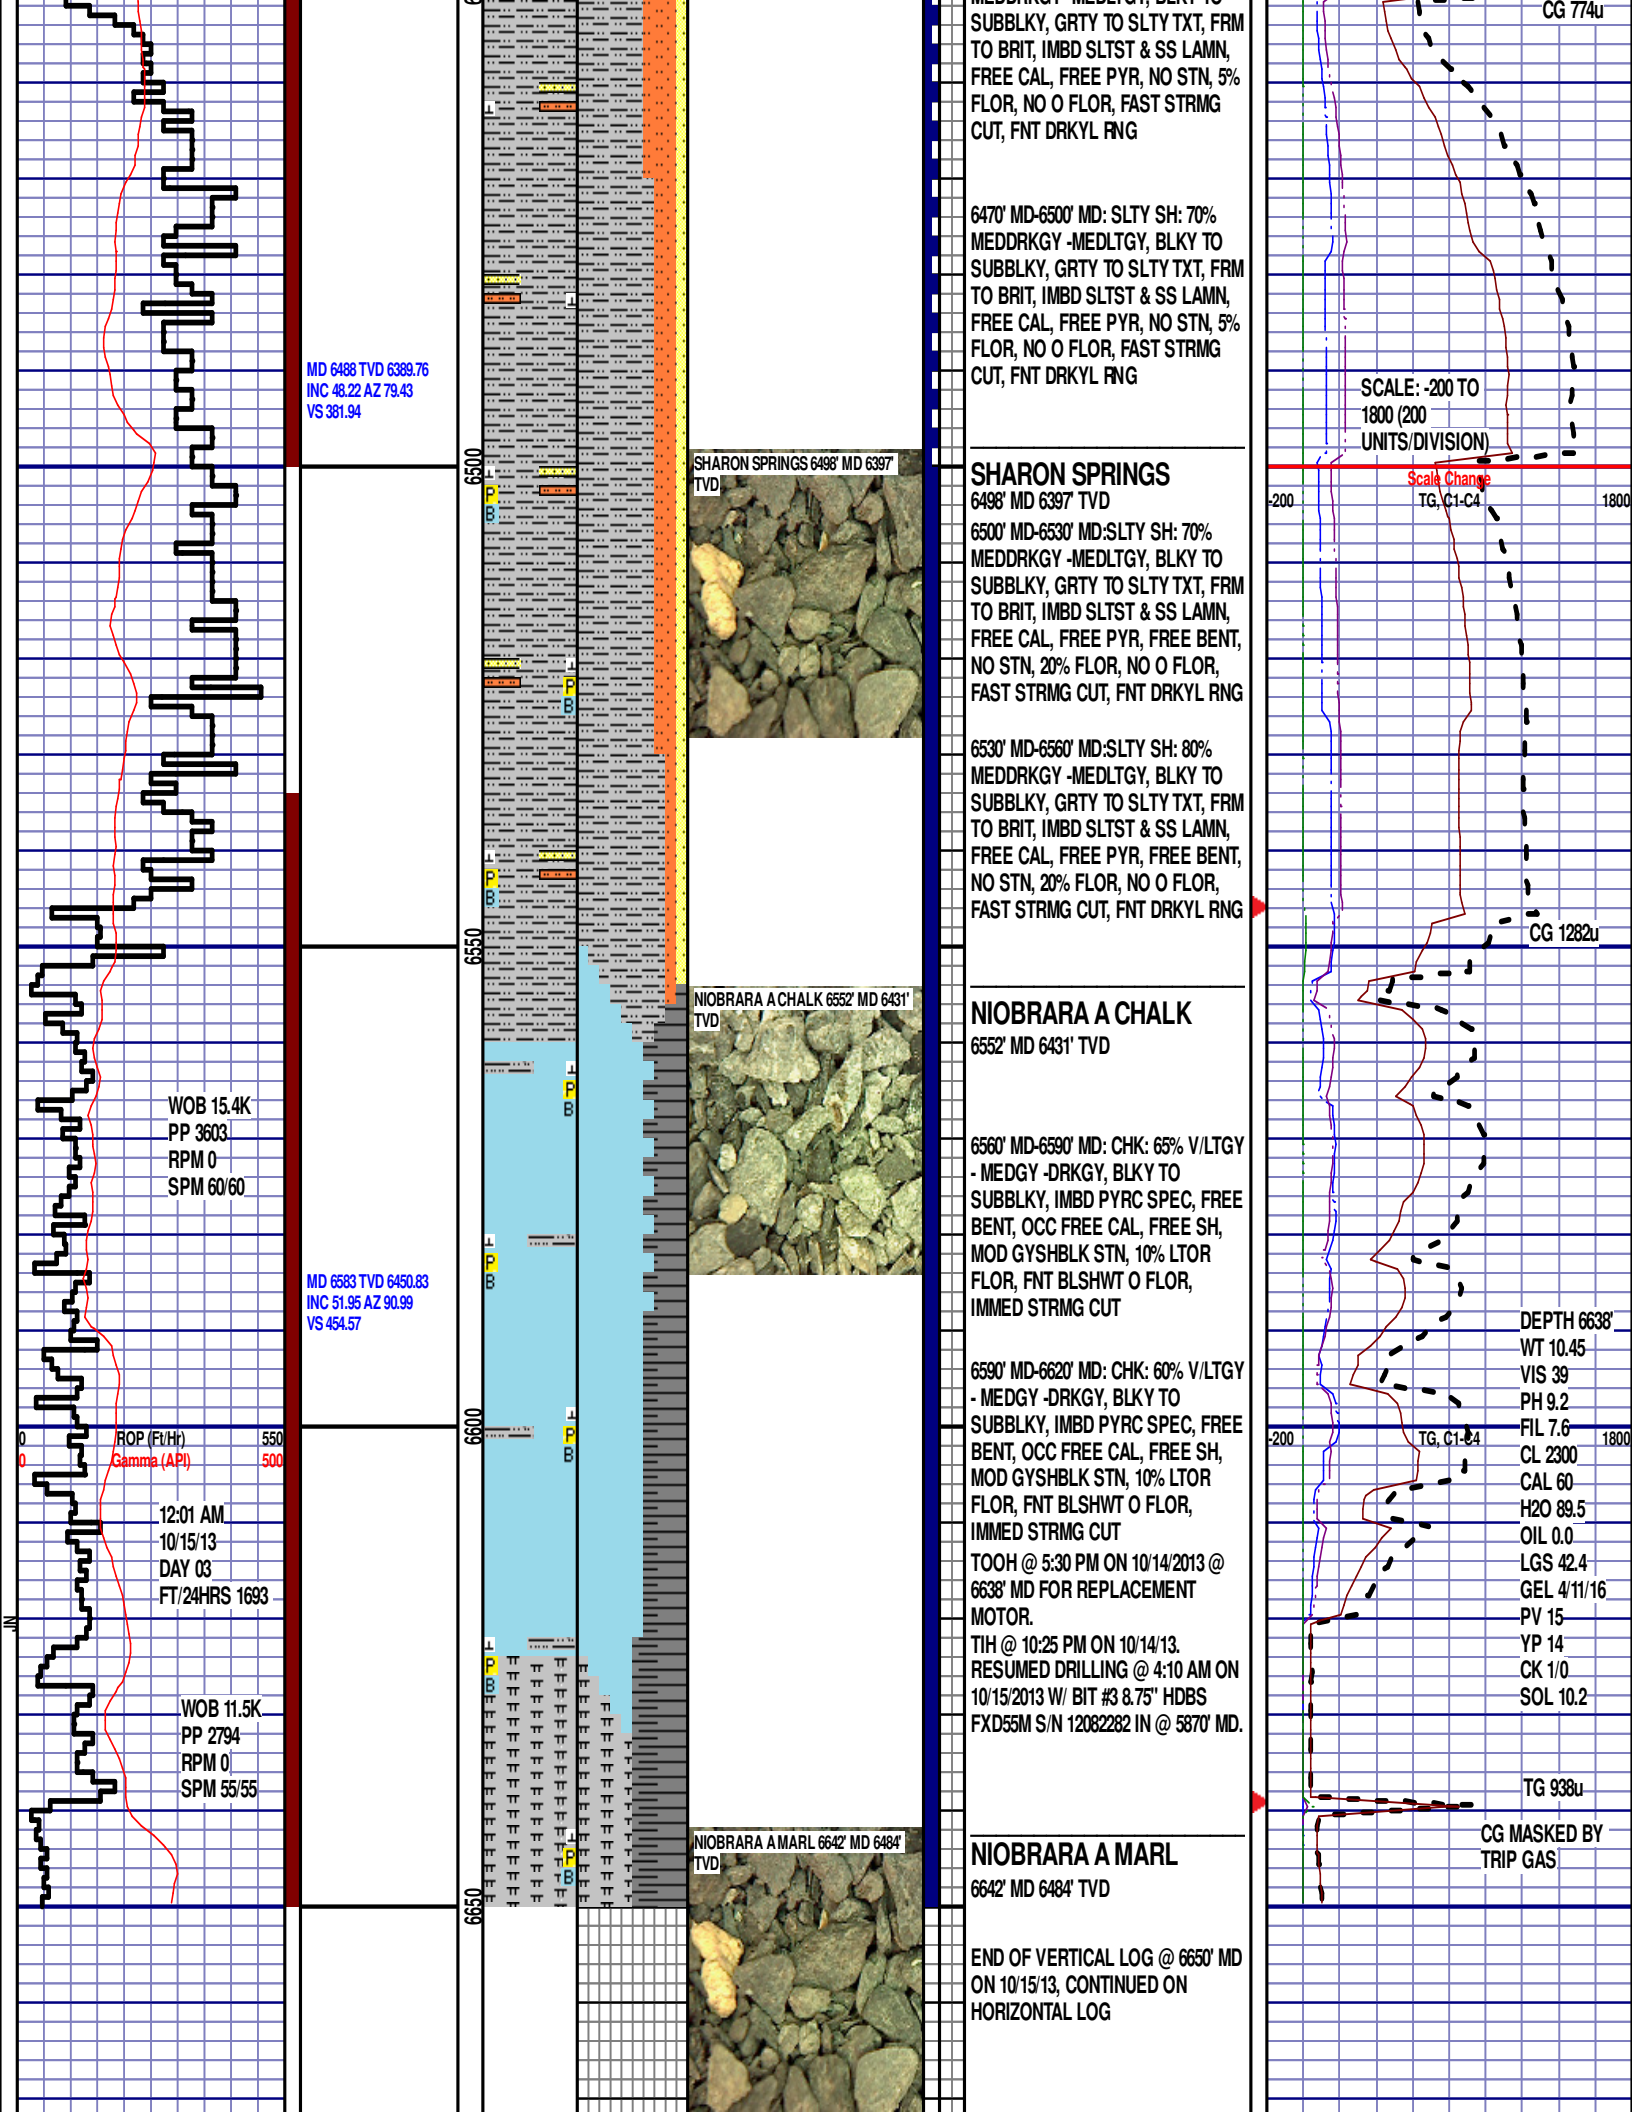 MEDDRKGY -MEDLTGY, BLKY TO
SUBBLKY, GRTY TO SLTY TXT, FRM
TO BRIT, IMBD SLTST & SS LAMN,
FREE CAL, FREE PYR, NO STN, 5%
FLOR, NO O FLOR, FAST STRMG
CUT, FNT DRKYL RNG
CG 774u
6470' MD-6500' MD: SLTY SH: 70%
MEDDRKGY -MEDLTGY, BLKY TO
SUBBLKY, GRTY TO SLTY TXT, FRM
TO BRIT, IMBD SLTST & SS LAMN,
FREE CAL, FREE PYR, NO STN, 5%
FLOR, NO O FLOR, FAST STRMG
CUT, FNT DRKYL RNG
MD 6488 TVD 6389.76
INC 48.22 AZ 79.43
VS 381.94
SCALE: -200 TO
1800 (200
UNITS/DIVISION)
Scale Change
-200 TG, C1-C4 1800
6500
P
B
SHARON SPRINGS 6498' MD 6397'
TVD
SHARON SPRINGS
6498' MD 6397' TVD
6500' MD-6530' MD:SLTY SH: 70%
MEDDRKGY -MEDLTGY, BLKY TO
SUBBLKY, GRTY TO SLTY TXT, FRM
TO BRIT, IMBD SLTST & SS LAMN,
FREE CAL, FREE PYR, FREE BENT,
NO STN, 20% FLOR, NO O FLOR,
FAST STRMG CUT, FNT DRKYL RNG
P
B
6530' MD-6560' MD:SLTY SH: 80%
MEDDRKGY -MEDLTGY, BLKY TO
SUBBLKY, GRTY TO SLTY TXT, FRM
TO BRIT, IMBD SLTST & SS LAMN,
FREE CAL, FREE PYR, FREE BENT,
NO STN, 20% FLOR, NO O FLOR,
FAST STRMG CUT, FNT DRKYL RNG
P
B
CG 1282u
6550
NIOBRARA A CHALK 6552' MD 6431'
TVD
NIOBRARA A CHALK
6552' MD 6431' TVD
P
B
WOB 15.4K
PP 3603
RPM 0
SPM 60/60
6560' MD-6590' MD: CHK: 65% V/LTGY
- MEDGY -DRKGY, BLKY TO
SUBBLKY, IMBD PYRC SPEC, FREE
BENT, OCC FREE CAL, FREE SH,
MOD GYSHBLK STN, 10% LTOR
FLOR, FNT BLSHWT O FLOR,
IMMED STRMG CUT
P
B
MD 6583 TVD 6450.83
INC 51.95 AZ 90.99
VS 454.57
6590' MD-6620' MD: CHK: 60% V/LTGY
- MEDGY -DRKGY, BLKY TO
SUBBLKY, IMBD PYRC SPEC, FREE
BENT, OCC FREE CAL, FREE SH,
MOD GYSHBLK STN, 10% LTOR
FLOR, FNT BLSHWT O FLOR,
IMMED STRMG CUT
TOOH @ 5:30 PM ON 10/14/2013 @
6638' MD FOR REPLACEMENT
MOTOR.
TIH @ 10:25 PM ON 10/14/13.
RESUMED DRILLING @ 4:10 AM ON
10/15/2013 W/ BIT #3 8.75" HDBS
FXD55M S/N 12082282 IN @ 5870' MD.
DEPTH 6638'
WT 10.45
VIS 39
PH 9.2
FIL 7.6
CL 2300
CAL 60
H2O 89.5
OIL 0.0
LGS 42.4
GEL 4/11/16
PV 15
YP 14
CK 1/0
SOL 10.2
6600
P
B
0 ROP (Ft/Hr) 550
0 Gamma (API) 500
-200 TG, C1-C4 1800
12:01 AM
10/15/13
DAY 03
FT/24HRS 1693
JN
P
B
WOB 11.5K
PP 2794
RPM 0
SPM 55/55
TG 938u
CG MASKED BY
TRIP GAS
P
B
NIOBRARA A MARL 6642' MD 6484'
TVD
NIOBRARA A MARL
6642' MD 6484' TVD
6650
END OF VERTICAL LOG @ 6650' MD
ON 10/15/13, CONTINUED ON
HORIZONTAL LOG